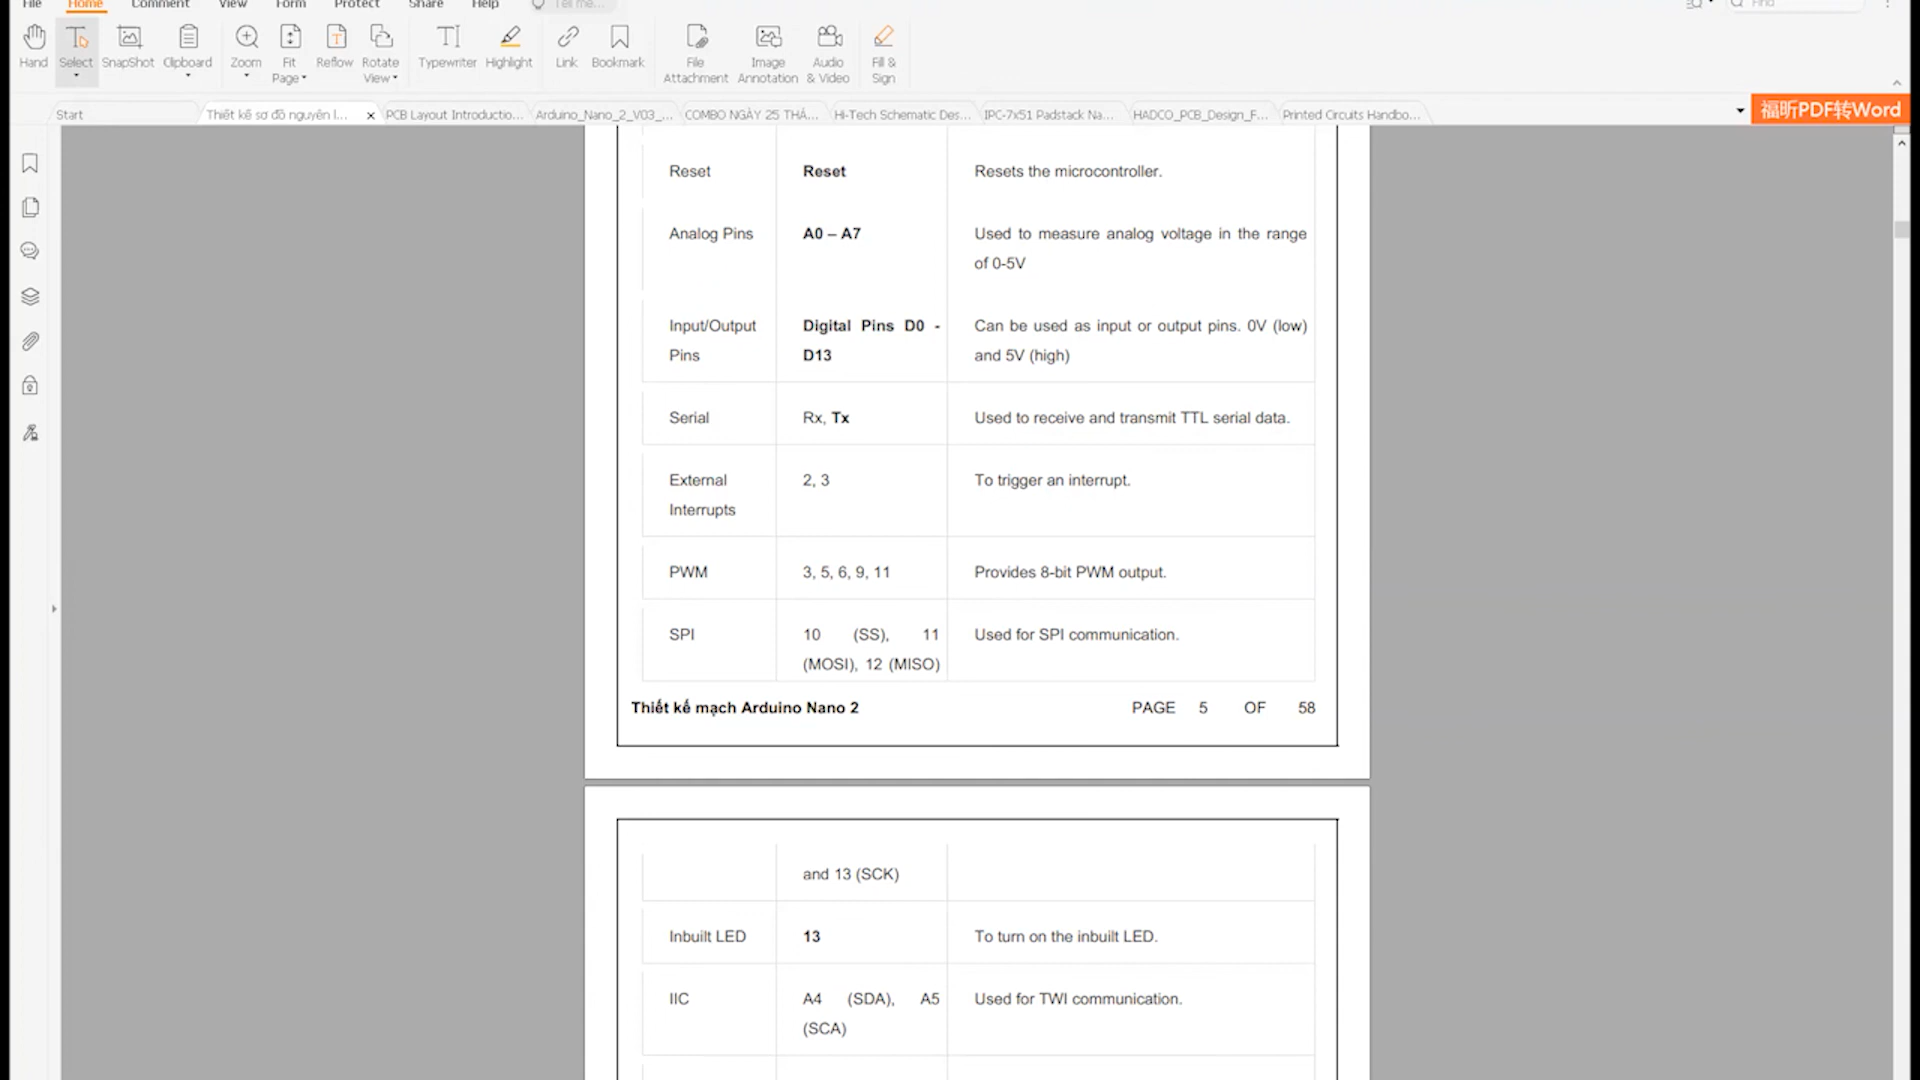 File Home Comment View Form Protect Share Help Tell me... Find
Hand Select SnapShot Clipboard Zoom Fit Page Reflow Rotate View Typewriter Highlight Link Bookmark File Attachment Image Annotation Audio & Video Fill & Sign
Start Thiết kế sơ đồ nguyên l... PCB Layout Introductio... Arduino_Nano_2_V03_... COMBO NGÀY 25 THÁ... Hi-Tech Schematic Des... IPC-7x51 Padstack Na... HADCO_PCB_Design_F... Printed Circuits Handbo... 福昕PDF转Word
Reset Reset Resets the microcontroller.
Analog Pins A0 – A7 Used to measure analog voltage in the range
of 0-5V
Input/Output Digital Pins D0 - Can be used as input or output pins. 0V (low)
Pins D13 and 5V (high)
Serial Rx, Tx Used to receive and transmit TTL serial data.
External 2, 3 To trigger an interrupt.
Interrupts
PWM 3, 5, 6, 9, 11 Provides 8-bit PWM output.
SPI 10 (SS), 11 Used for SPI communication.
(MOSI), 12 (MISO)
Thiết kế mạch Arduino Nano 2 PAGE 5 OF 58
and 13 (SCK)
Inbuilt LED 13 To turn on the inbuilt LED.
IIC A4 (SDA), A5 Used for TWI communication.
(SCA)